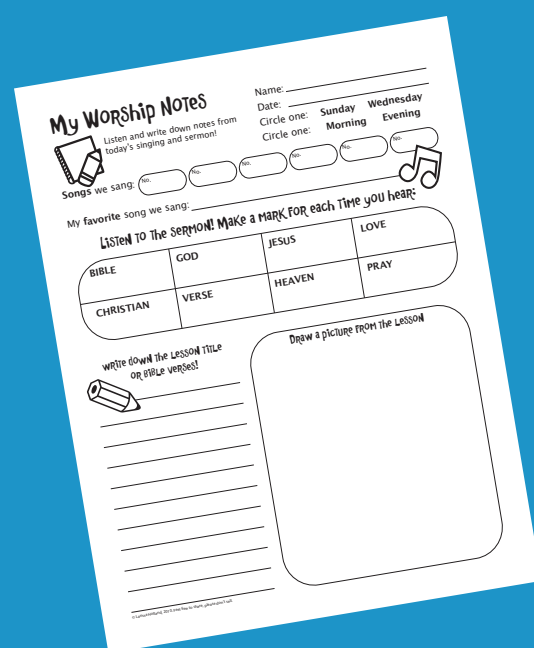 My Worship Notes
Listen and write down notes from
today's singing and sermon!
Name:
Date:
Circle one: Sunday Wednesday
Circle one: Morning Evening
Songs we sang: No. No. No. No. No. No.
My favorite song we sang:
Listen to the sermon! Make a mark for each time you hear:
BIBLE GOD JESUS LOVE
CHRISTIAN VERSE HEAVEN PRAY
Write down the lesson title
or Bible verses!
Draw a picture from the lesson